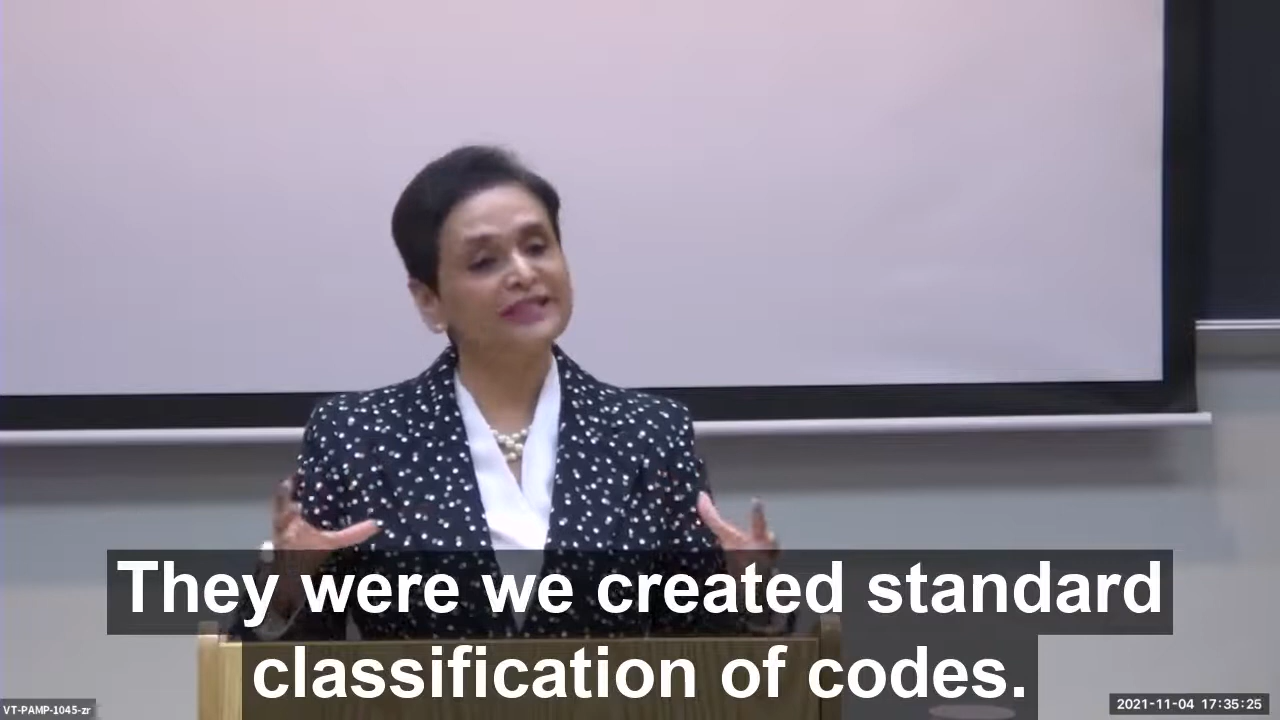 They were we created standard
classification of codes.
VT-PAMP-1045-zr
2021-11-04 17:35:25